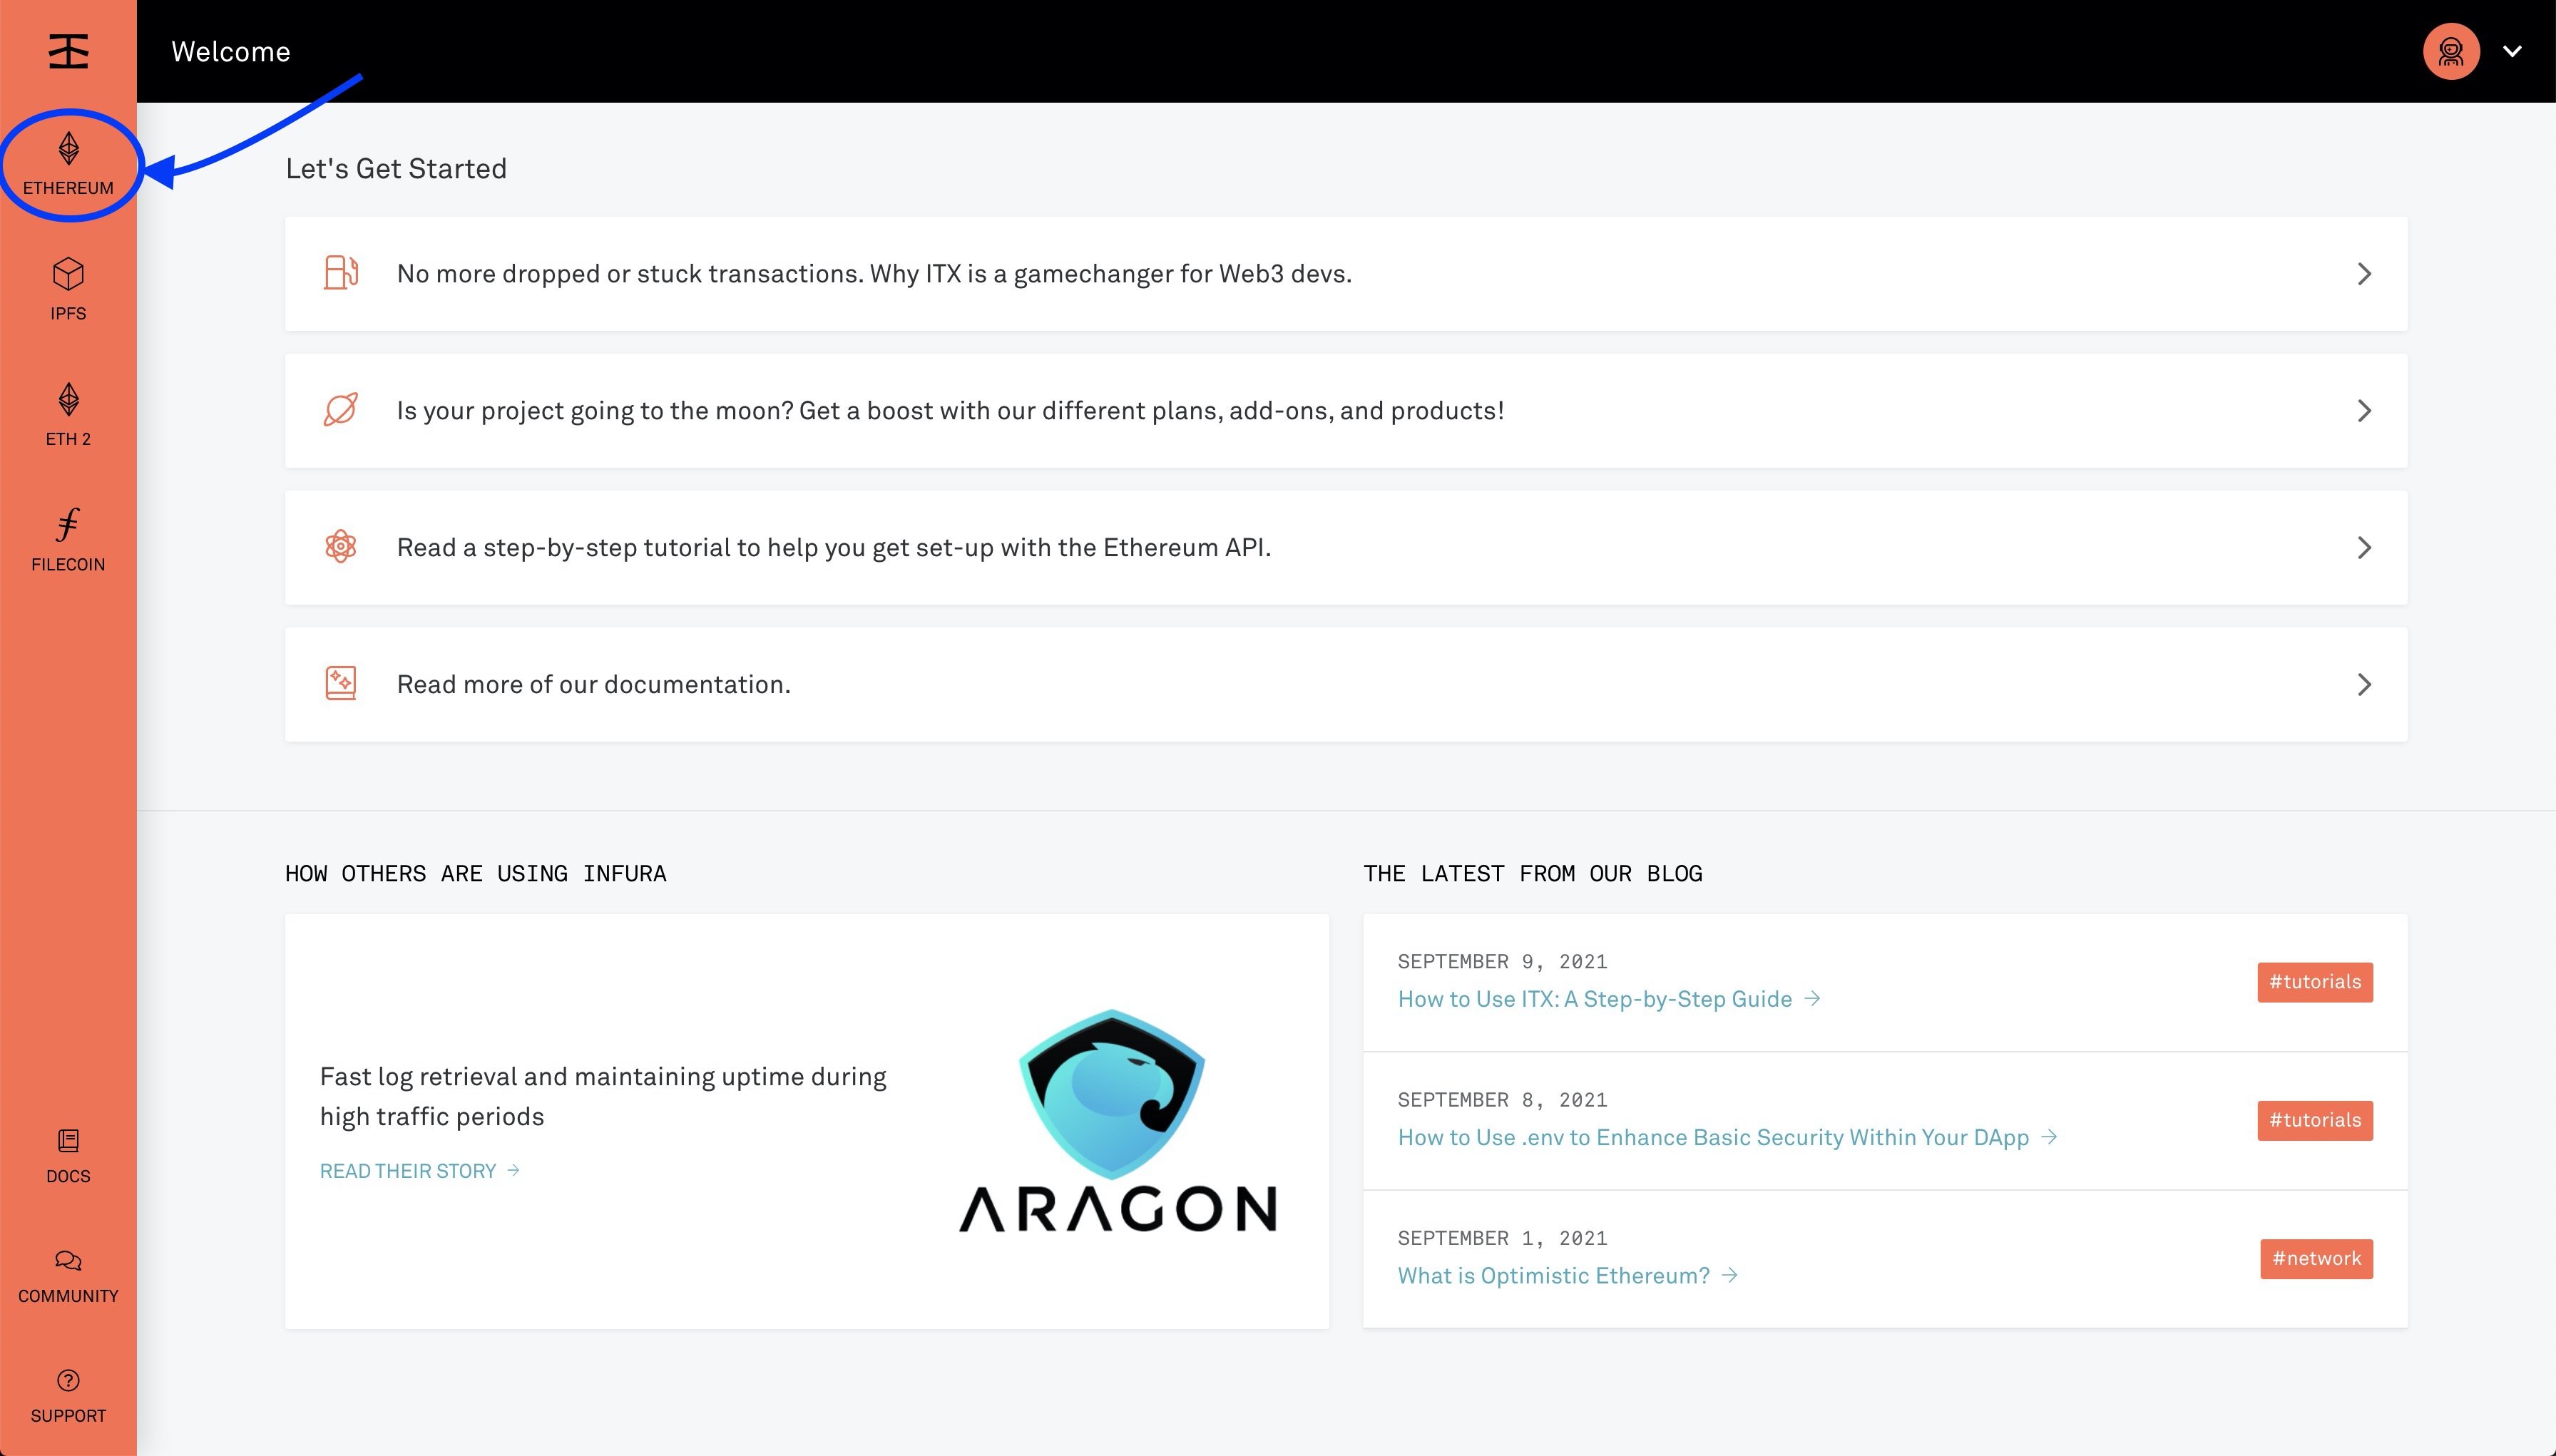 Welcome
ETHEREUM
IPFS
ETH 2
FILECOIN
DOCS
COMMUNITY
SUPPORT
Let's Get Started
No more dropped or stuck transactions. Why ITX is a gamechanger for Web3 devs.
Is your project going to the moon? Get a boost with our different plans, add-ons, and products!
Read a step-by-step tutorial to help you get set-up with the Ethereum API.
Read more of our documentation.
HOW OTHERS ARE USING INFURA
Fast log retrieval and maintaining uptime during
high traffic periods
READ THEIR STORY →
ARAGON
THE LATEST FROM OUR BLOG
SEPTEMBER 9, 2021
How to Use ITX: A Step-by-Step Guide →
#tutorials
SEPTEMBER 8, 2021
How to Use .env to Enhance Basic Security Within Your DApp →
#tutorials
SEPTEMBER 1, 2021
What is Optimistic Ethereum? →
#network